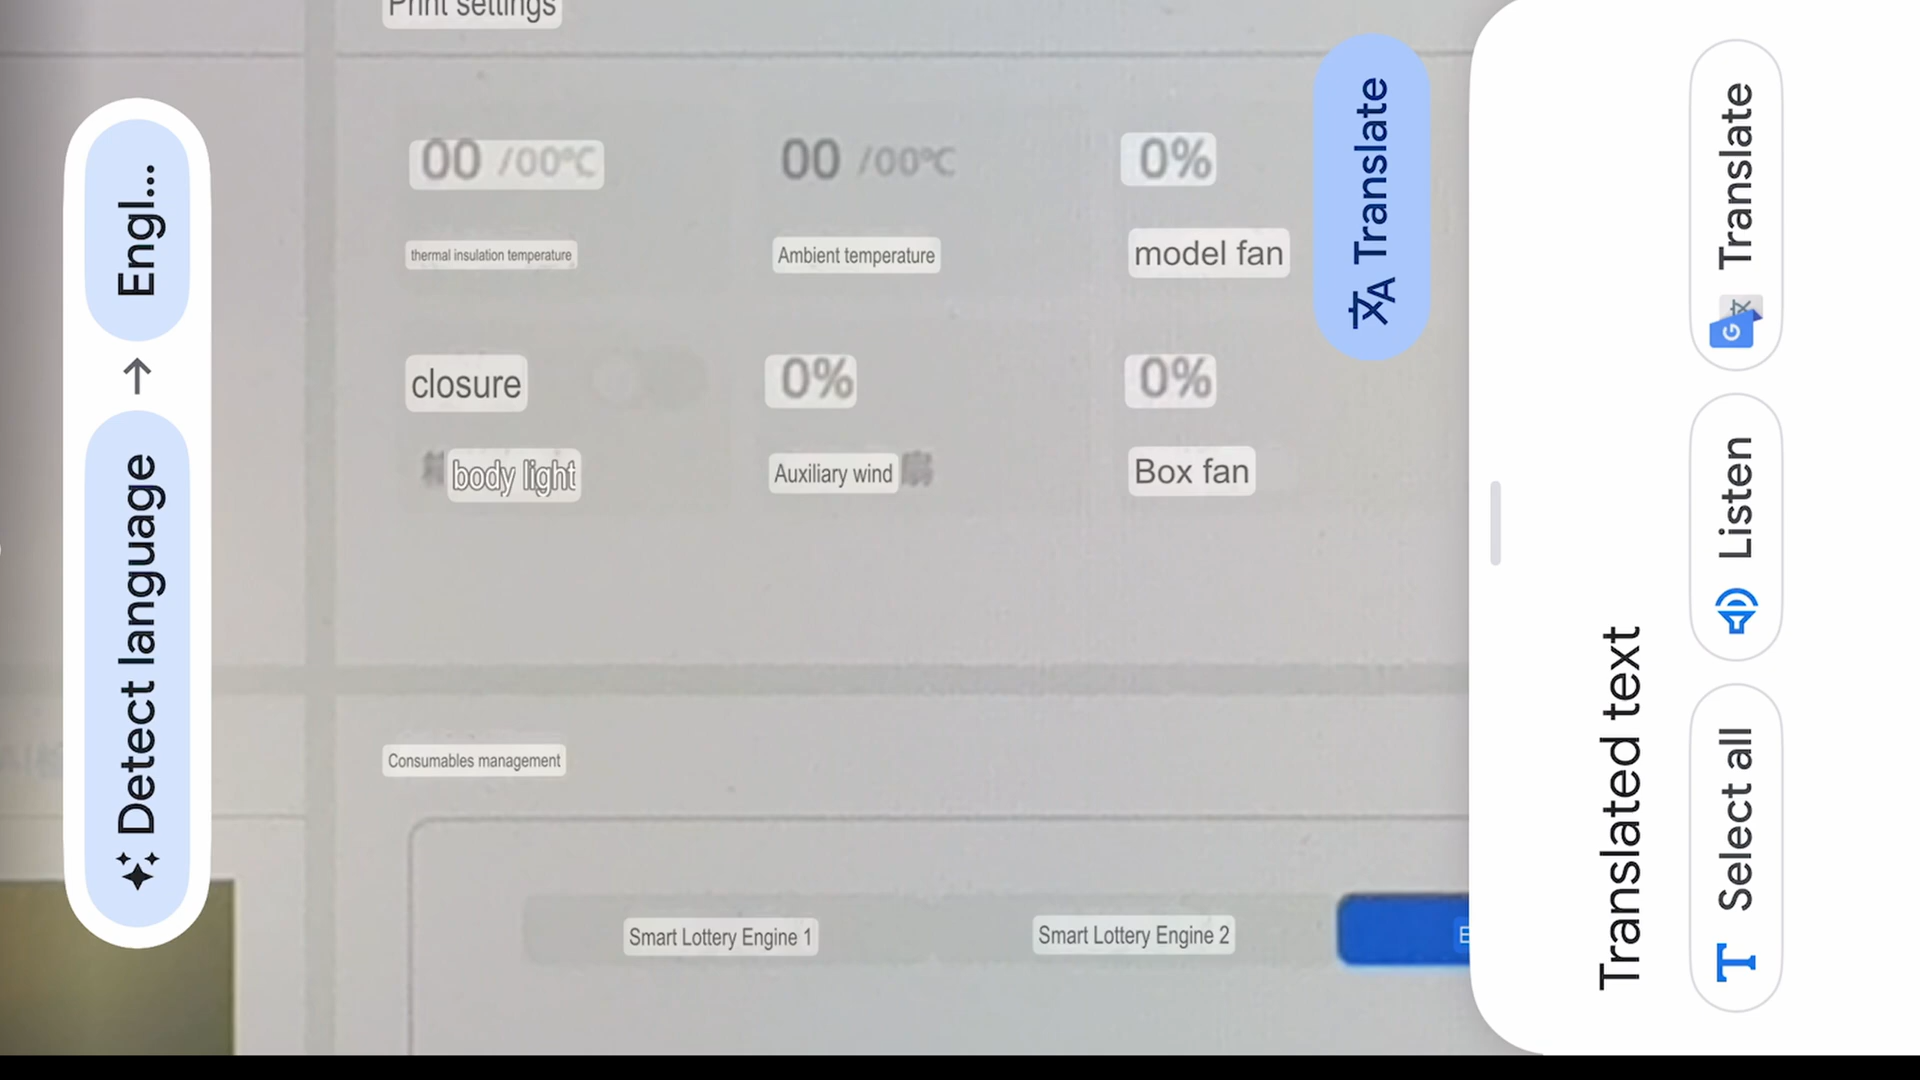 Print settings
00 /00°C
00 /00°C
0%
thermal insulation temperature
Ambient temperature
model fan
closure
0%
0%
body light
Auxiliary wind 扇
Box fan
Consumables management
Smart Lottery Engine 1
Smart Lottery Engine 2
Detect language
Engl...
Translate
Translated text
Select all
Listen
Translate